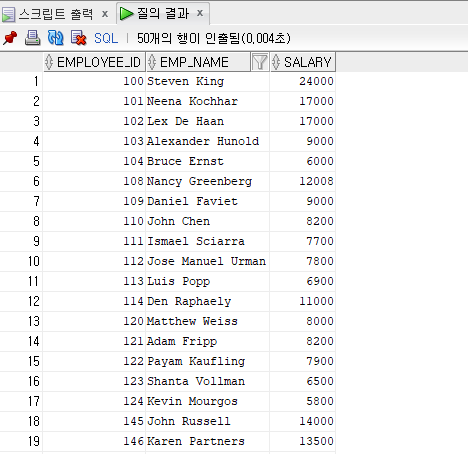 스크립트 출력 x 질의 결과 x
SQL | 50개의 행이 인출됨(0,004초)
EMPLOYEE_ID EMP_NAME SALARY
1 100 Steven King 24000
2 101 Neena Kochhar 17000
3 102 Lex De Haan 17000
4 103 Alexander Hunold 9000
5 104 Bruce Ernst 6000
6 108 Nancy Greenberg 12008
7 109 Daniel Faviet 9000
8 110 John Chen 8200
9 111 Ismael Sciarra 7700
10 112 Jose Manuel Urman 7800
11 113 Luis Popp 6900
12 114 Den Raphaely 11000
13 120 Matthew Weiss 8000
14 121 Adam Fripp 8200
15 122 Payam Kaufling 7900
16 123 Shanta Vollman 6500
17 124 Kevin Mourgos 5800
18 145 John Russell 14000
19 146 Karen Partners 13500